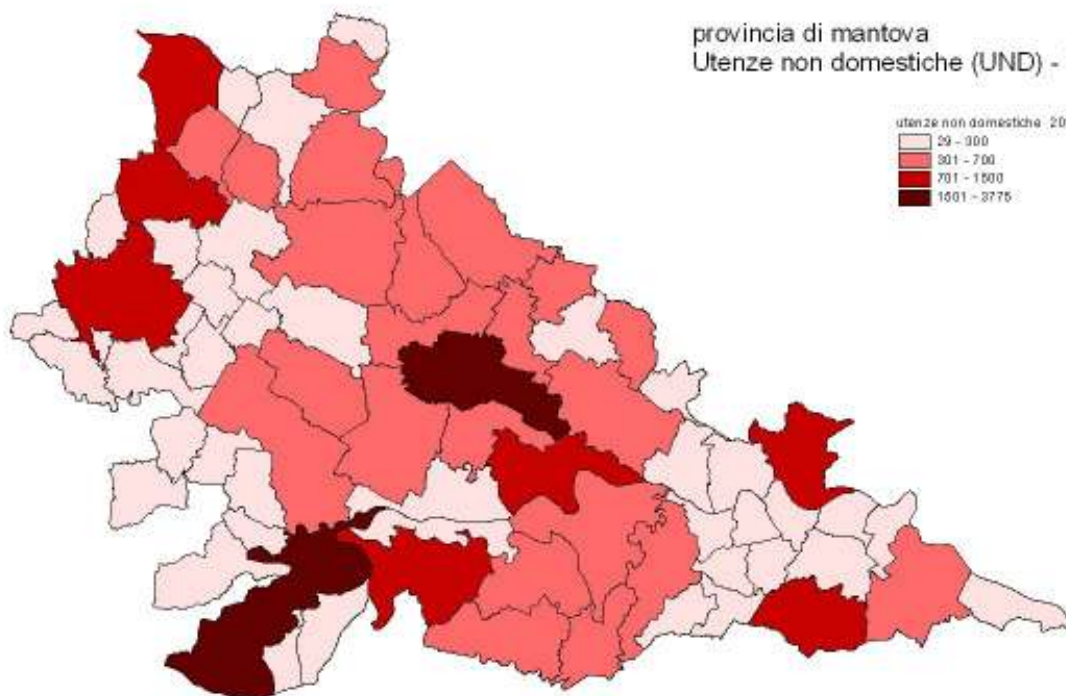 provincia di mantova
Utenze non domestiche (UND) -
utenze non domestiche 20
29 - 300
301 - 700
701 - 1500
1501 - 3775